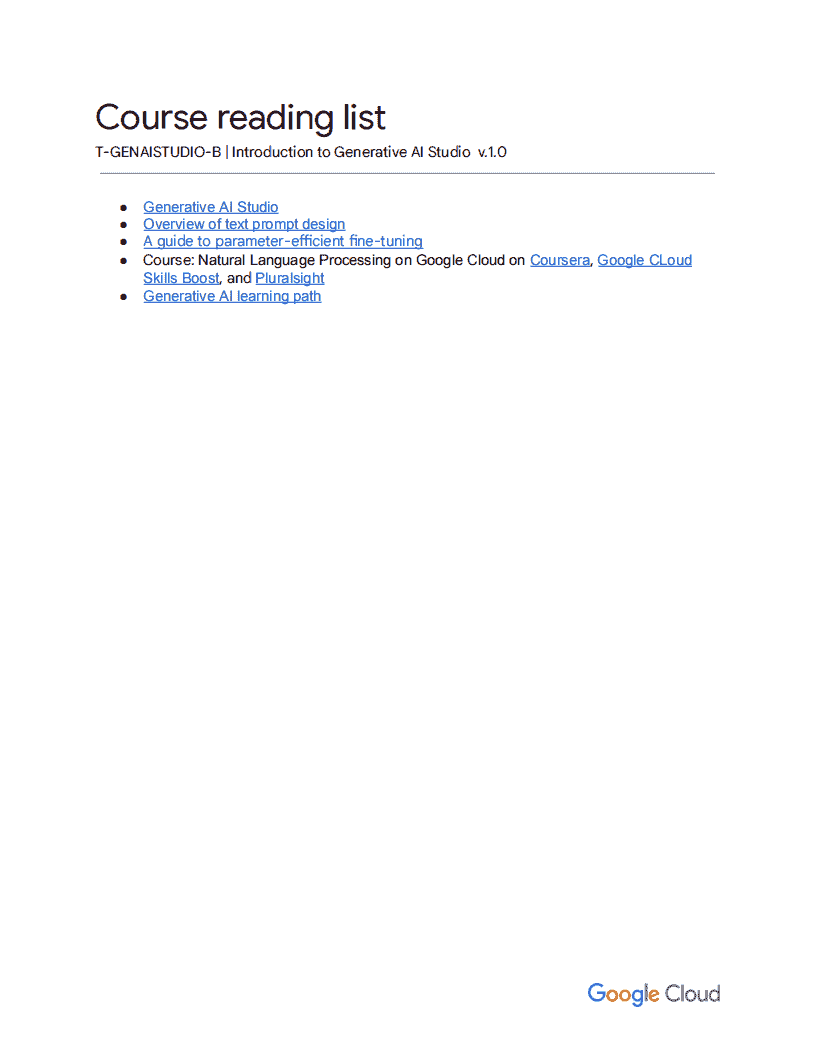 Course reading list
T-GENAISTUDIO-B | Introduction to Generative AI Studio v.1.0
● Generative AI Studio
● Overview of text prompt design
● A guide to parameter-efficient fine-tuning
● Course: Natural Language Processing on Google Cloud on Coursera, Google CLoud
Skills Boost, and Pluralsight
● Generative AI learning path
Google Cloud